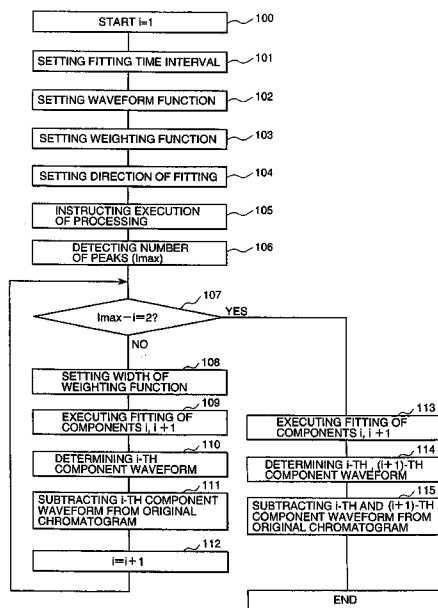 START i=1
100
SETTING FITTING TIME INTERVAL
101
SETTING WAVEFORM FUNCTION
102
SETTING WEIGHTING FUNCTION
103
SETTING DIRECTION OF FITTING
104
INSTRUCTING EXECUTION
OF PROCESSING
105
DETECTING NUMBER
OF PEAKS (Imax)
106
107
Imax-i=2?
YES
NO
108
SETTING WIDTH
OF WEIGHTING FUNCTION
109
EXECUTING FITTING OF
COMPONENTS i, i+1
110
DETERMINING i-TH
COMPONENT WAVEFORM
111
SUBTRACTING i-TH COMPONENT
WAVEFORM FROM ORIGINAL
CHROMATOGRAM
112
i=i+1
113
EXECUTING FITTING OF
COMPONENTS i, i+1
114
DETERMINING i-TH, (i+1)-TH
COMPONENT WAVEFORM
115
SUBTRACTING i-TH AND (i+1)-TH
COMPONENT WAVEFORM FROM
ORIGINAL CHROMATOGRAM
END